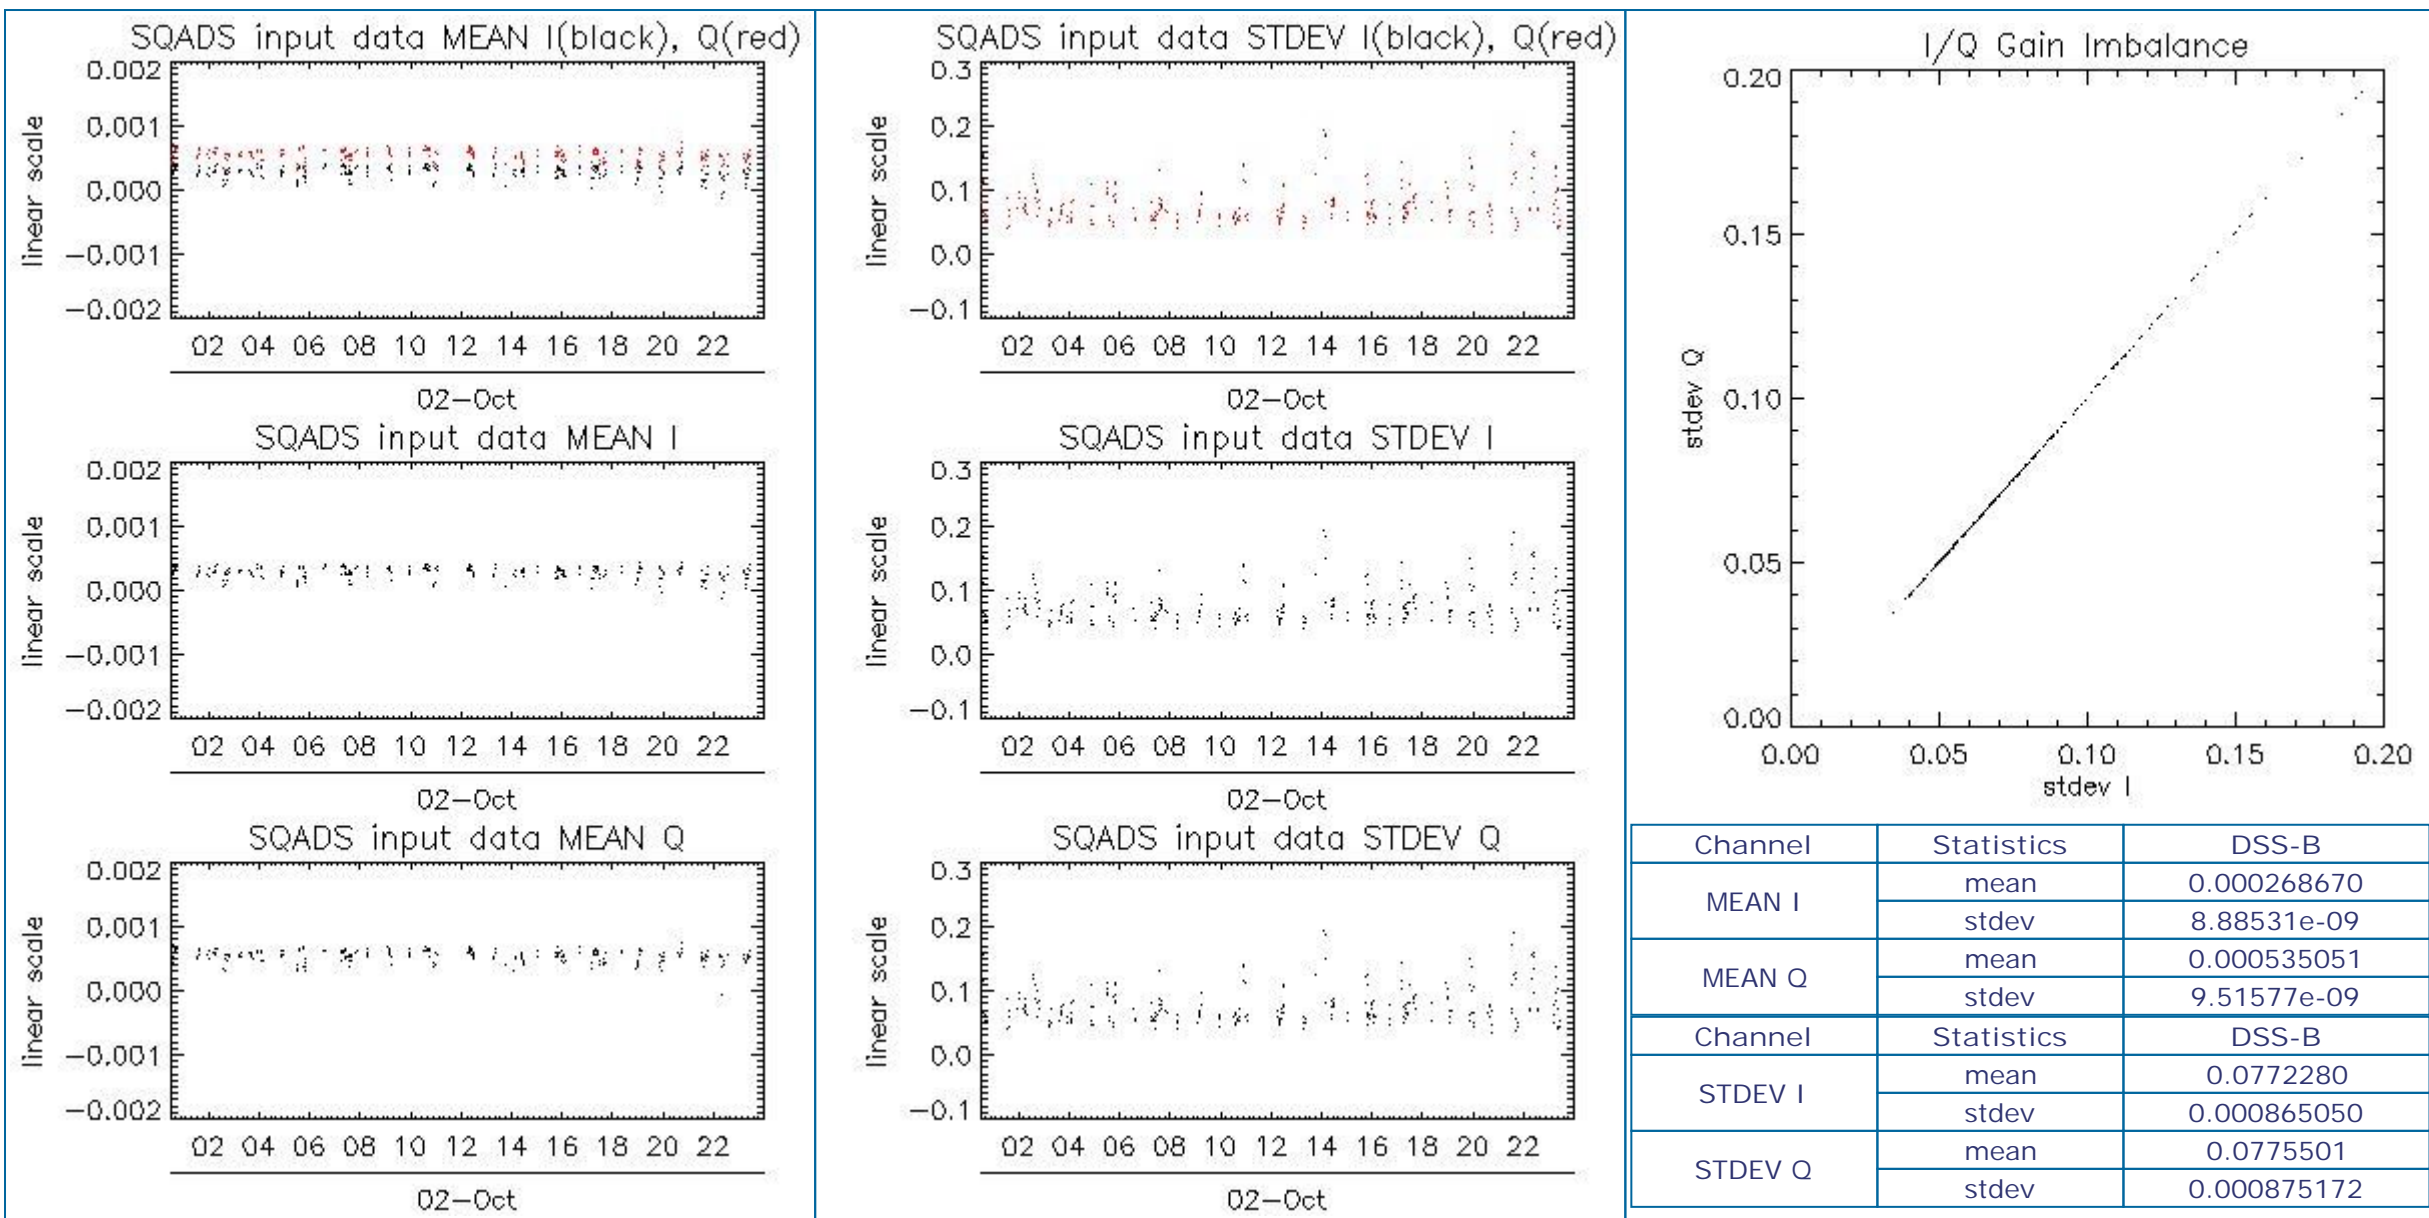 SQADS input data MEAN I(black), Q(red)
linear scale
0.002
0.001
0.000
−0.001
−0.002
02 04 06 08 10 12 14 16 18 20 22
02−Oct
SQADS input data MEAN I
linear scale
0.002
0.001
0.000
−0.001
−0.002
02 04 06 08 10 12 14 16 18 20 22
02−Oct
SQADS input data MEAN Q
linear scale
0.002
0.001
0.000
−0.001
−0.002
02 04 06 08 10 12 14 16 18 20 22
02−Oct
SQADS input data STDEV I(black), Q(red)
linear scale
0.3
0.2
0.1
0.0
−0.1
02 04 06 08 10 12 14 16 18 20 22
02−Oct
SQADS input data STDEV I
linear scale
0.3
0.2
0.1
0.0
−0.1
02 04 06 08 10 12 14 16 18 20 22
02−Oct
SQADS input data STDEV Q
linear scale
0.3
0.2
0.1
0.0
−0.1
02 04 06 08 10 12 14 16 18 20 22
02−Oct
I/Q Gain Imbalance
stdev Q
0.20
0.15
0.10
0.05
0.00
0.00 0.05 0.10 0.15 0.20
stdev I
Channel Statistics DSS-B
MEAN I
mean 0.000268670
stdev 8.88531e-09
MEAN Q
mean 0.000535051
stdev 9.51577e-09
Channel Statistics DSS-B
STDEV I
mean 0.0772280
stdev 0.000865050
STDEV Q
mean 0.0775501
stdev 0.000875172